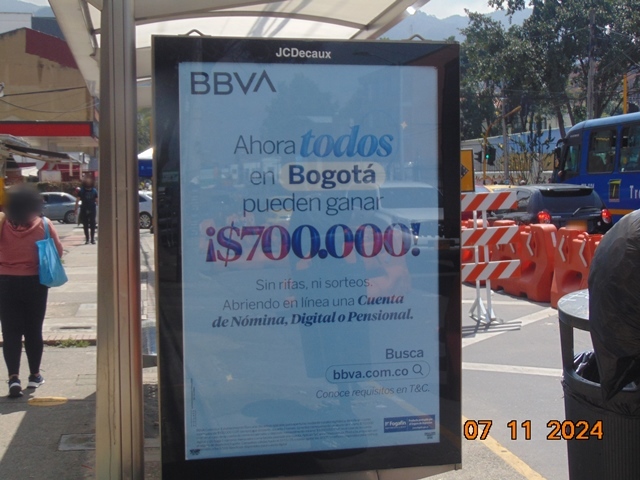 JCDecaux
BBVA
Ahora todos
en Bogotá
pueden ganar
¡$700.000!
Sin rifas, ni sorteos.
Abriendo en línea una Cuenta
de Nómina, Digital o Pensional.
Busca
bbva.com.co
Conoce requisitos en T&C.
07 11 2024